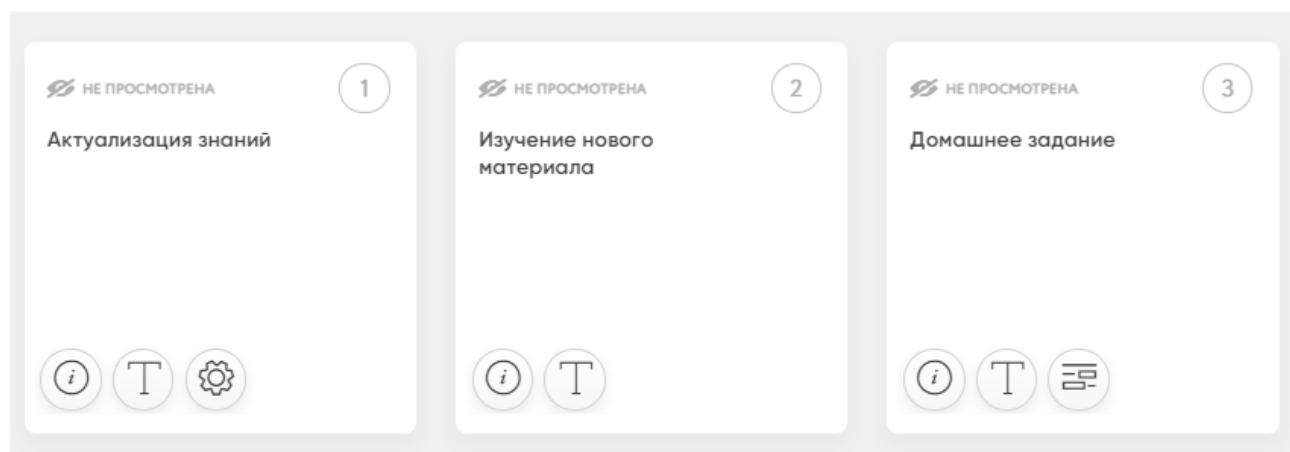 НЕ ПРОСМОТРЕНА
1
Актуализация знаний
i
T
НЕ ПРОСМОТРЕНА
2
Изучение нового
материала
i
T
НЕ ПРОСМОТРЕНА
3
Домашнее задание
i
T